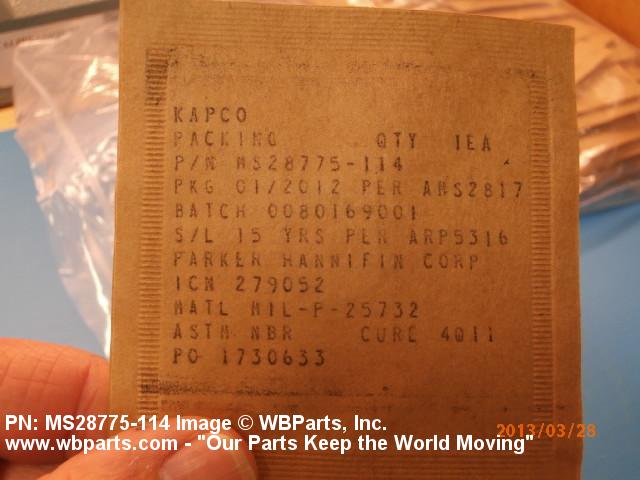 KAPCO
PACKING QTY 1EA
P/N MS28775-114
PKG 01/2012 PER AMS2817
BATCH 0080169001
S/L 15 YRS PER ARP5316
PARKER HANNIFIN CORP
ICN 279052
MATL MIL-P-25732
ASTM NBR CURE 4Q11
PO 1730633
PN: MS28775-114 Image © WBParts, Inc.
www.wbparts.com - "Our Parts Keep the World Moving"
2013/03/28